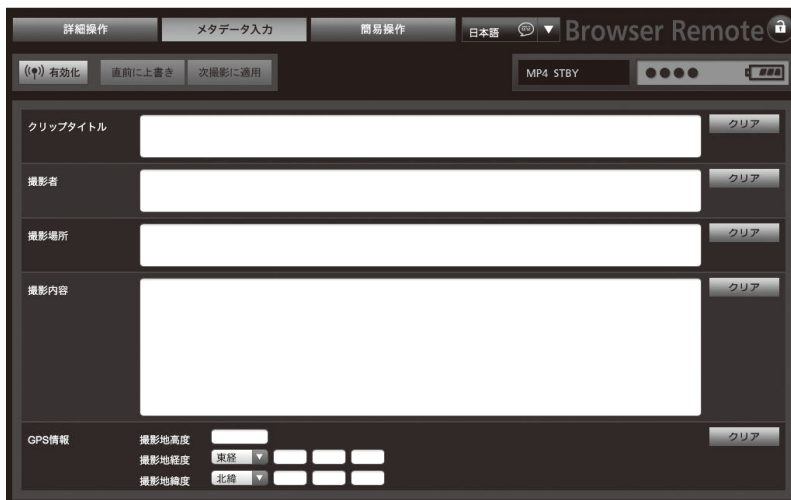 詳細操作 メタデータ入力 簡易操作 日本語 Browser Remote
有効化 直前に上書き 次撮影に適用 MP4 STBY
クリップタイトル クリア
撮影者 クリア
撮影場所 クリア
撮影内容 クリア
GPS情報 撮影地高度 クリア
撮影地経度 東経
撮影地緯度 北緯